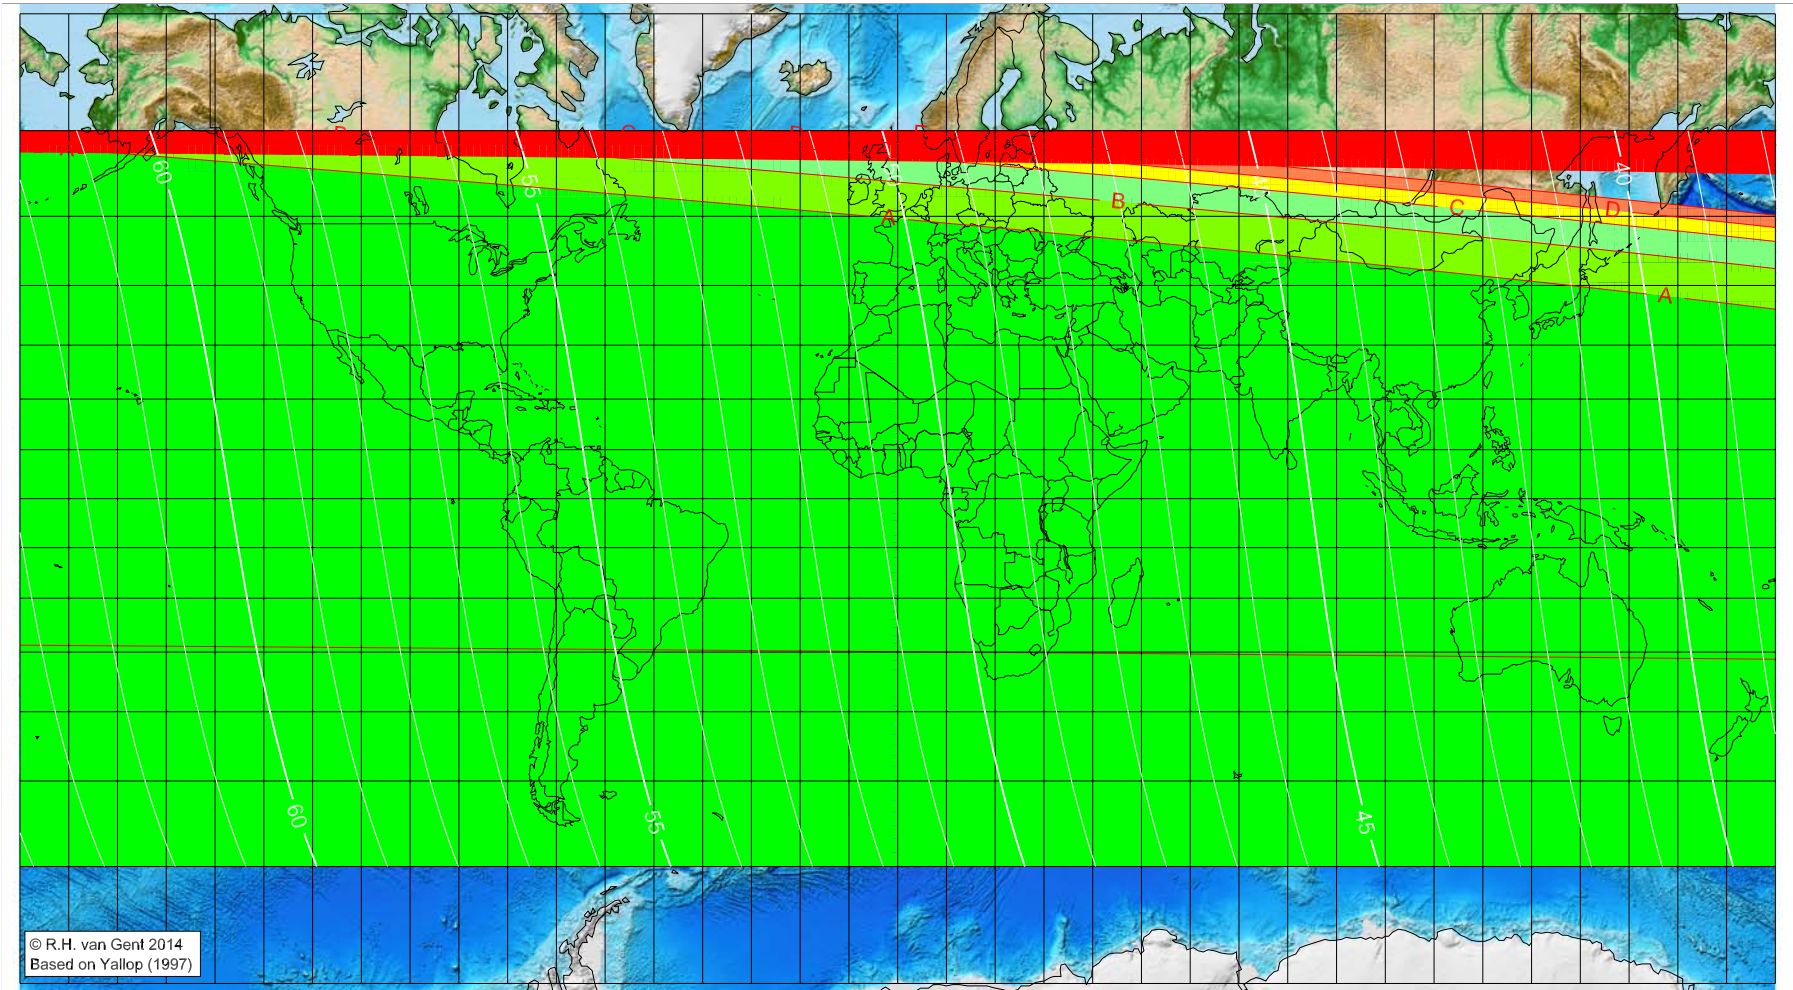 60
55
B
A
C
D
40
A
60
55
45
© R.H. van Gent 2014
Based on Yallop (1997)